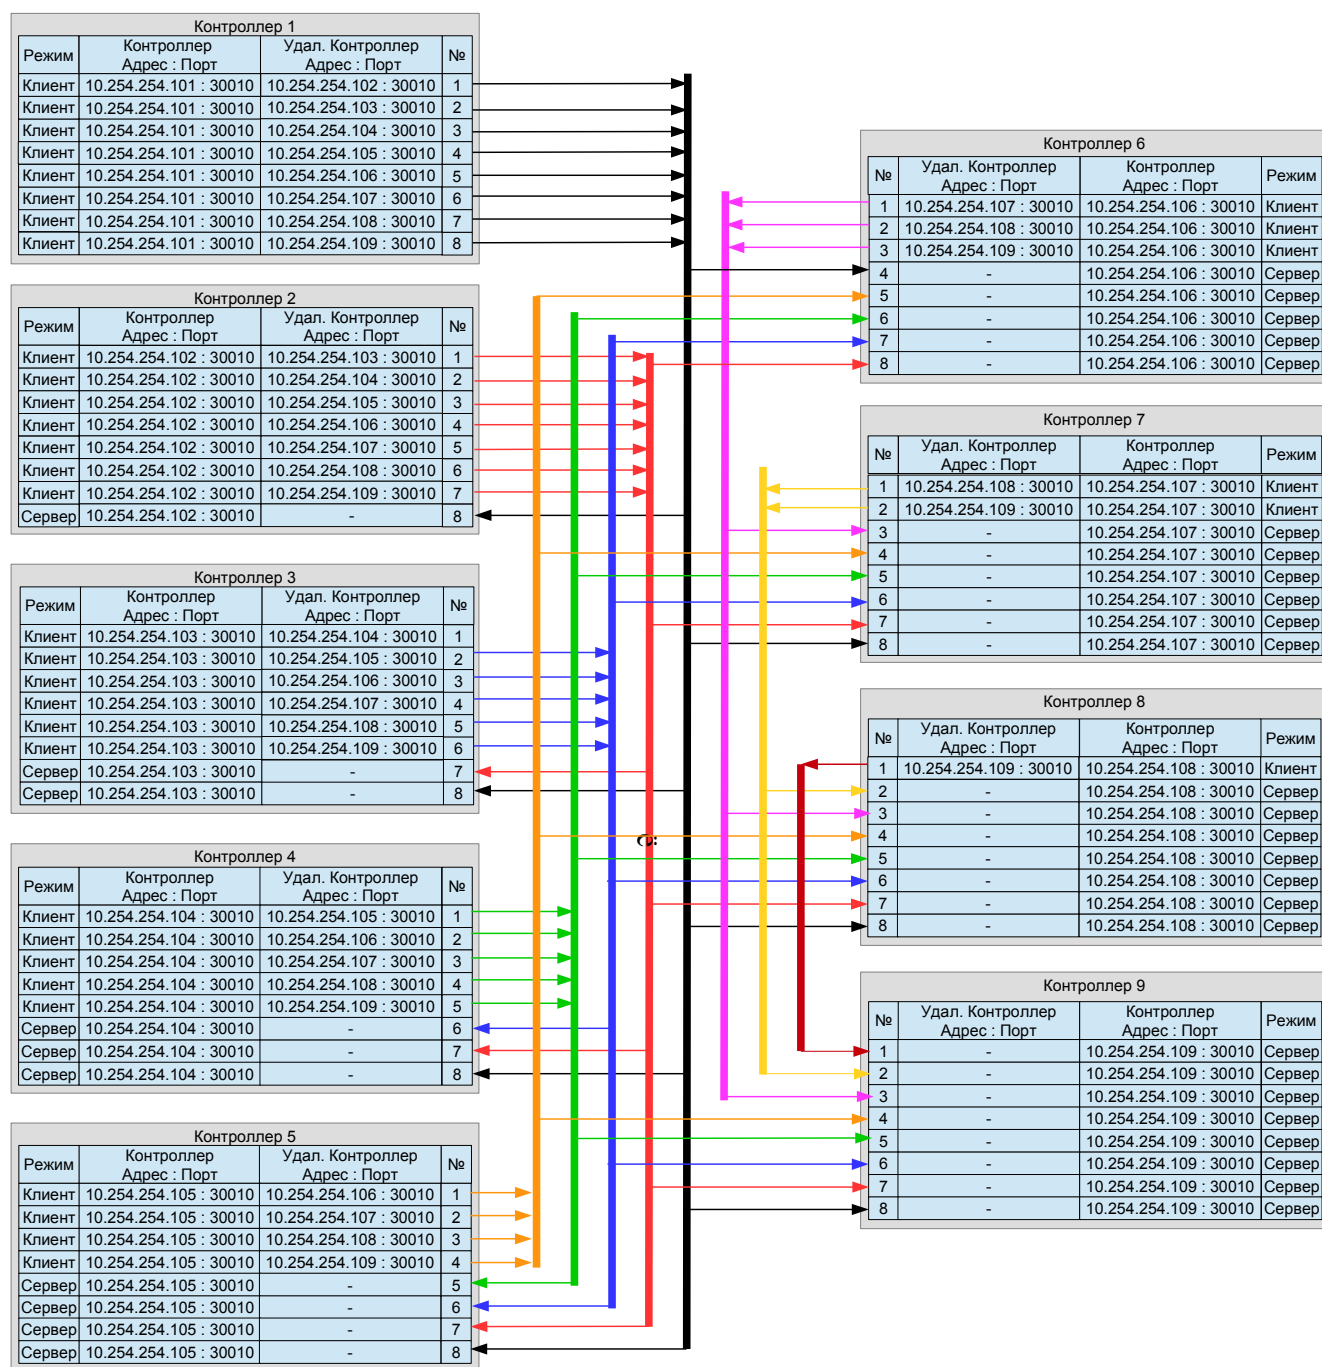 Контроллер 1
Режим Контроллер Адрес : Порт Удал. Контроллер Адрес : Порт №
Клиент 10.254.254.101 : 30010 10.254.254.102 : 30010 1
Клиент 10.254.254.101 : 30010 10.254.254.103 : 30010 2
Клиент 10.254.254.101 : 30010 10.254.254.104 : 30010 3
Клиент 10.254.254.101 : 30010 10.254.254.105 : 30010 4
Клиент 10.254.254.101 : 30010 10.254.254.106 : 30010 5
Клиент 10.254.254.101 : 30010 10.254.254.107 : 30010 6
Клиент 10.254.254.101 : 30010 10.254.254.108 : 30010 7
Клиент 10.254.254.101 : 30010 10.254.254.109 : 30010 8
Контроллер 2
Режим Контроллер Адрес : Порт Удал. Контроллер Адрес : Порт №
Клиент 10.254.254.102 : 30010 10.254.254.103 : 30010 1
Клиент 10.254.254.102 : 30010 10.254.254.104 : 30010 2
Клиент 10.254.254.102 : 30010 10.254.254.105 : 30010 3
Клиент 10.254.254.102 : 30010 10.254.254.106 : 30010 4
Клиент 10.254.254.102 : 30010 10.254.254.107 : 30010 5
Клиент 10.254.254.102 : 30010 10.254.254.108 : 30010 6
Клиент 10.254.254.102 : 30010 10.254.254.109 : 30010 7
Сервер 10.254.254.102 : 30010 - 8
Контроллер 3
Режим Контроллер Адрес : Порт Удал. Контроллер Адрес : Порт №
Клиент 10.254.254.103 : 30010 10.254.254.104 : 30010 1
Клиент 10.254.254.103 : 30010 10.254.254.105 : 30010 2
Клиент 10.254.254.103 : 30010 10.254.254.106 : 30010 3
Клиент 10.254.254.103 : 30010 10.254.254.107 : 30010 4
Клиент 10.254.254.103 : 30010 10.254.254.108 : 30010 5
Клиент 10.254.254.103 : 30010 10.254.254.109 : 30010 6
Сервер 10.254.254.103 : 30010 - 7
Сервер 10.254.254.103 : 30010 - 8
Контроллер 4
Режим Контроллер Адрес : Порт Удал. Контроллер Адрес : Порт №
Клиент 10.254.254.104 : 30010 10.254.254.105 : 30010 1
Клиент 10.254.254.104 : 30010 10.254.254.106 : 30010 2
Клиент 10.254.254.104 : 30010 10.254.254.107 : 30010 3
Клиент 10.254.254.104 : 30010 10.254.254.108 : 30010 4
Клиент 10.254.254.104 : 30010 10.254.254.109 : 30010 5
Сервер 10.254.254.104 : 30010 - 6
Сервер 10.254.254.104 : 30010 - 7
Сервер 10.254.254.104 : 30010 - 8
Контроллер 5
Режим Контроллер Адрес : Порт Удал. Контроллер Адрес : Порт №
Клиент 10.254.254.105 : 30010 10.254.254.106 : 30010 1
Клиент 10.254.254.105 : 30010 10.254.254.107 : 30010 2
Клиент 10.254.254.105 : 30010 10.254.254.108 : 30010 3
Клиент 10.254.254.105 : 30010 10.254.254.109 : 30010 4
Сервер 10.254.254.105 : 30010 - 5
Сервер 10.254.254.105 : 30010 - 6
Сервер 10.254.254.105 : 30010 - 7
Сервер 10.254.254.105 : 30010 - 8
Контроллер 6
№ Удал. Контроллер Адрес : Порт Контроллер Адрес : Порт Режим
1 10.254.254.107 : 30010 10.254.254.106 : 30010 Клиент
2 10.254.254.108 : 30010 10.254.254.106 : 30010 Клиент
3 10.254.254.109 : 30010 10.254.254.106 : 30010 Клиент
4 - 10.254.254.106 : 30010 Сервер
5 - 10.254.254.106 : 30010 Сервер
6 - 10.254.254.106 : 30010 Сервер
7 - 10.254.254.106 : 30010 Сервер
8 - 10.254.254.106 : 30010 Сервер
Контроллер 7
№ Удал. Контроллер Адрес : Порт Контроллер Адрес : Порт Режим
1 10.254.254.108 : 30010 10.254.254.107 : 30010 Клиент
2 10.254.254.109 : 30010 10.254.254.107 : 30010 Клиент
3 - 10.254.254.107 : 30010 Сервер
4 - 10.254.254.107 : 30010 Сервер
5 - 10.254.254.107 : 30010 Сервер
6 - 10.254.254.107 : 30010 Сервер
7 - 10.254.254.107 : 30010 Сервер
8 - 10.254.254.107 : 30010 Сервер
Контроллер 8
№ Удал. Контроллер Адрес : Порт Контроллер Адрес : Порт Режим
1 10.254.254.109 : 30010 10.254.254.108 : 30010 Клиент
2 - 10.254.254.108 : 30010 Сервер
3 - 10.254.254.108 : 30010 Сервер
4 - 10.254.254.108 : 30010 Сервер
5 - 10.254.254.108 : 30010 Сервер
6 - 10.254.254.108 : 30010 Сервер
7 - 10.254.254.108 : 30010 Сервер
8 - 10.254.254.108 : 30010 Сервер
Контроллер 9
№ Удал. Контроллер Адрес : Порт Контроллер Адрес : Порт Режим
1 - 10.254.254.109 : 30010 Сервер
2 - 10.254.254.109 : 30010 Сервер
3 - 10.254.254.109 : 30010 Сервер
4 - 10.254.254.109 : 30010 Сервер
5 - 10.254.254.109 : 30010 Сервер
6 - 10.254.254.109 : 30010 Сервер
7 - 10.254.254.109 : 30010 Сервер
8 - 10.254.254.109 : 30010 Сервер